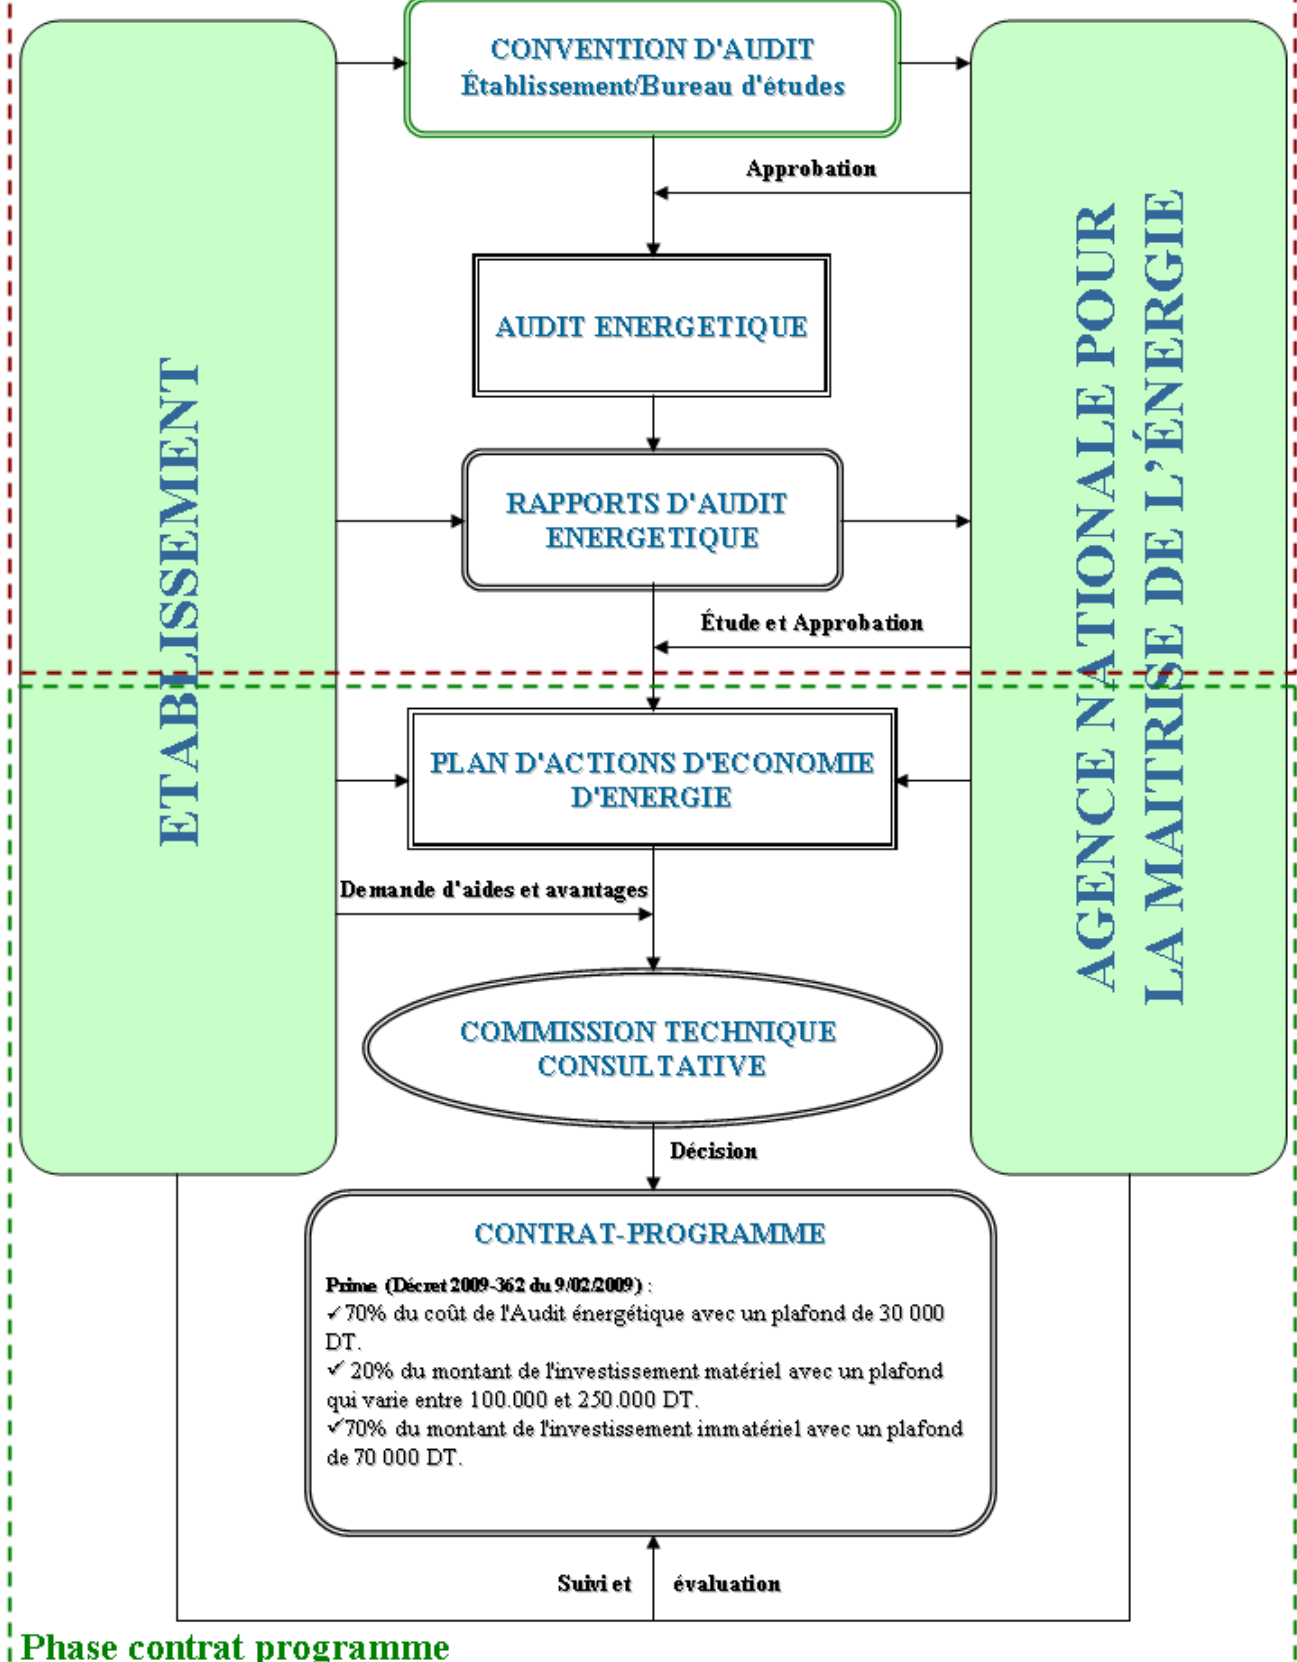 CONVENTION D'AUDIT
Établissement/Bureau d'études
Approbation
AUDIT ENERGETIQUE
ETABLISSEMENT
AGENCE NATIONALE POUR
LA MAITRISE DE L'ÉNERGIE
RAPPORTS D'AUDIT
ENERGETIQUE
Étude et Approbation
PLAN D'ACTIONS D'ECONOMIE
D'ENERGIE
Demande d'aides et avantages
COMMISSION TECHNIQUE
CONSULTATIVE
Décision
CONTRAT-PROGRAMME
Prime (Décret 2009-362 du 9/02/2009) :
✓70% du coût de l'Audit énergétique avec un plafond de 30 000
DT.
✓ 20% du montant de l'investissement matériel avec un plafond
qui varie entre 100.000 et 250.000 DT.
✓70% du montant de l'investissement immatériel avec un plafond
de 70 000 DT.
Suivi et évaluation
Phase contrat programme